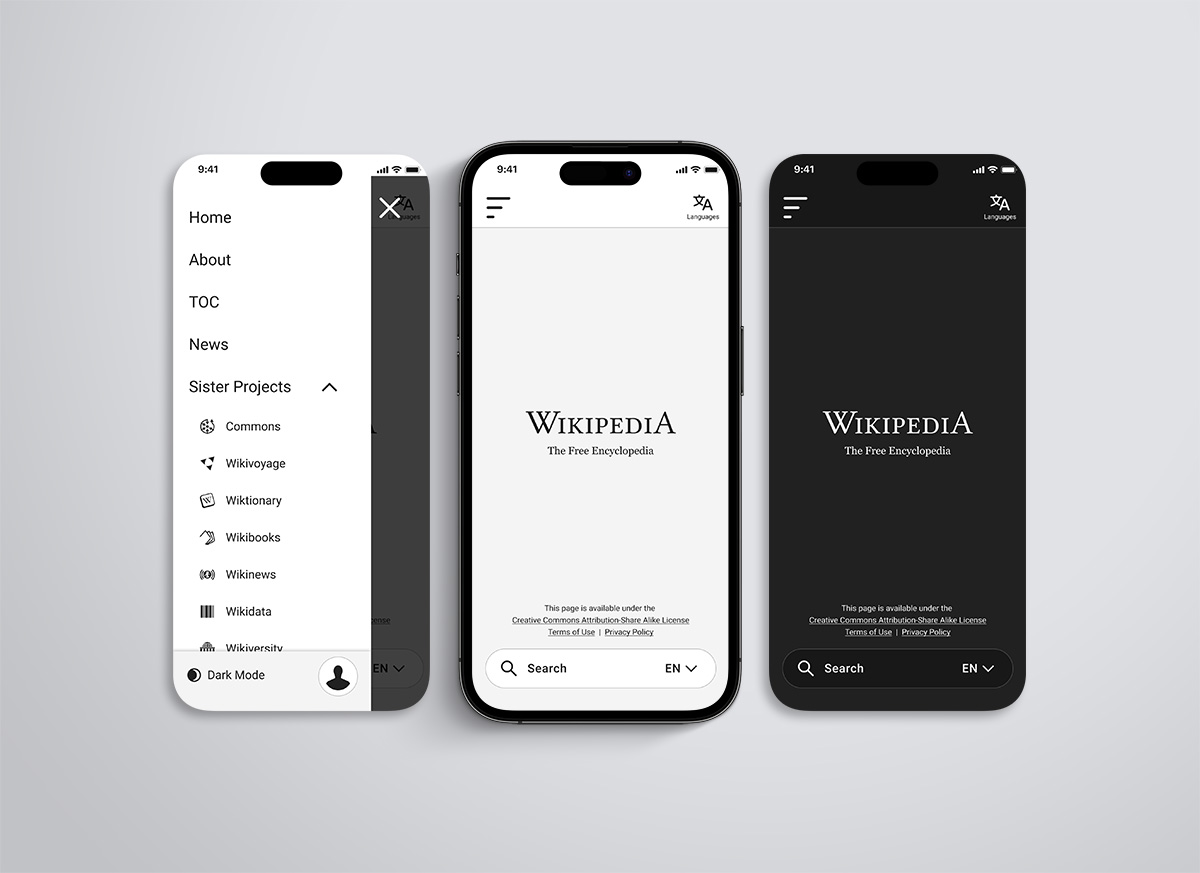 9:41
Languages
Home
About
TOC
News
Sister Projects
Commons
Wikivoyage
Wiktionary
Wikibooks
Wikinews
Wikidata
Wikiversity
Dark Mode
EN
9:41
Languages
WIKIPEDIA
The Free Encyclopedia
This page is available under the
Creative Commons Attribution-Share Alike License
Terms of Use | Privacy Policy
Search EN
9:41
Languages
WIKIPEDIA
The Free Encyclopedia
This page is available under the
Creative Commons Attribution-Share Alike License
Terms of Use | Privacy Policy
Search EN